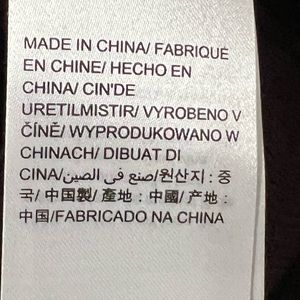 MADE IN CHINA/ FABRIQUÉ
EN CHINE/ HECHO EN
CHINA/ CIN'DE
URETILMISTIR/ VYROBENO V
ČÍNĚ/ WYPRODUKOWANO W
CHINACH/ DIBUAT DI
CINA/صنع في الصين/원산지 : 중
국/ 中国製/ 產地 : 中國/ 产地 :
中国/FABRICADO NA CHINA